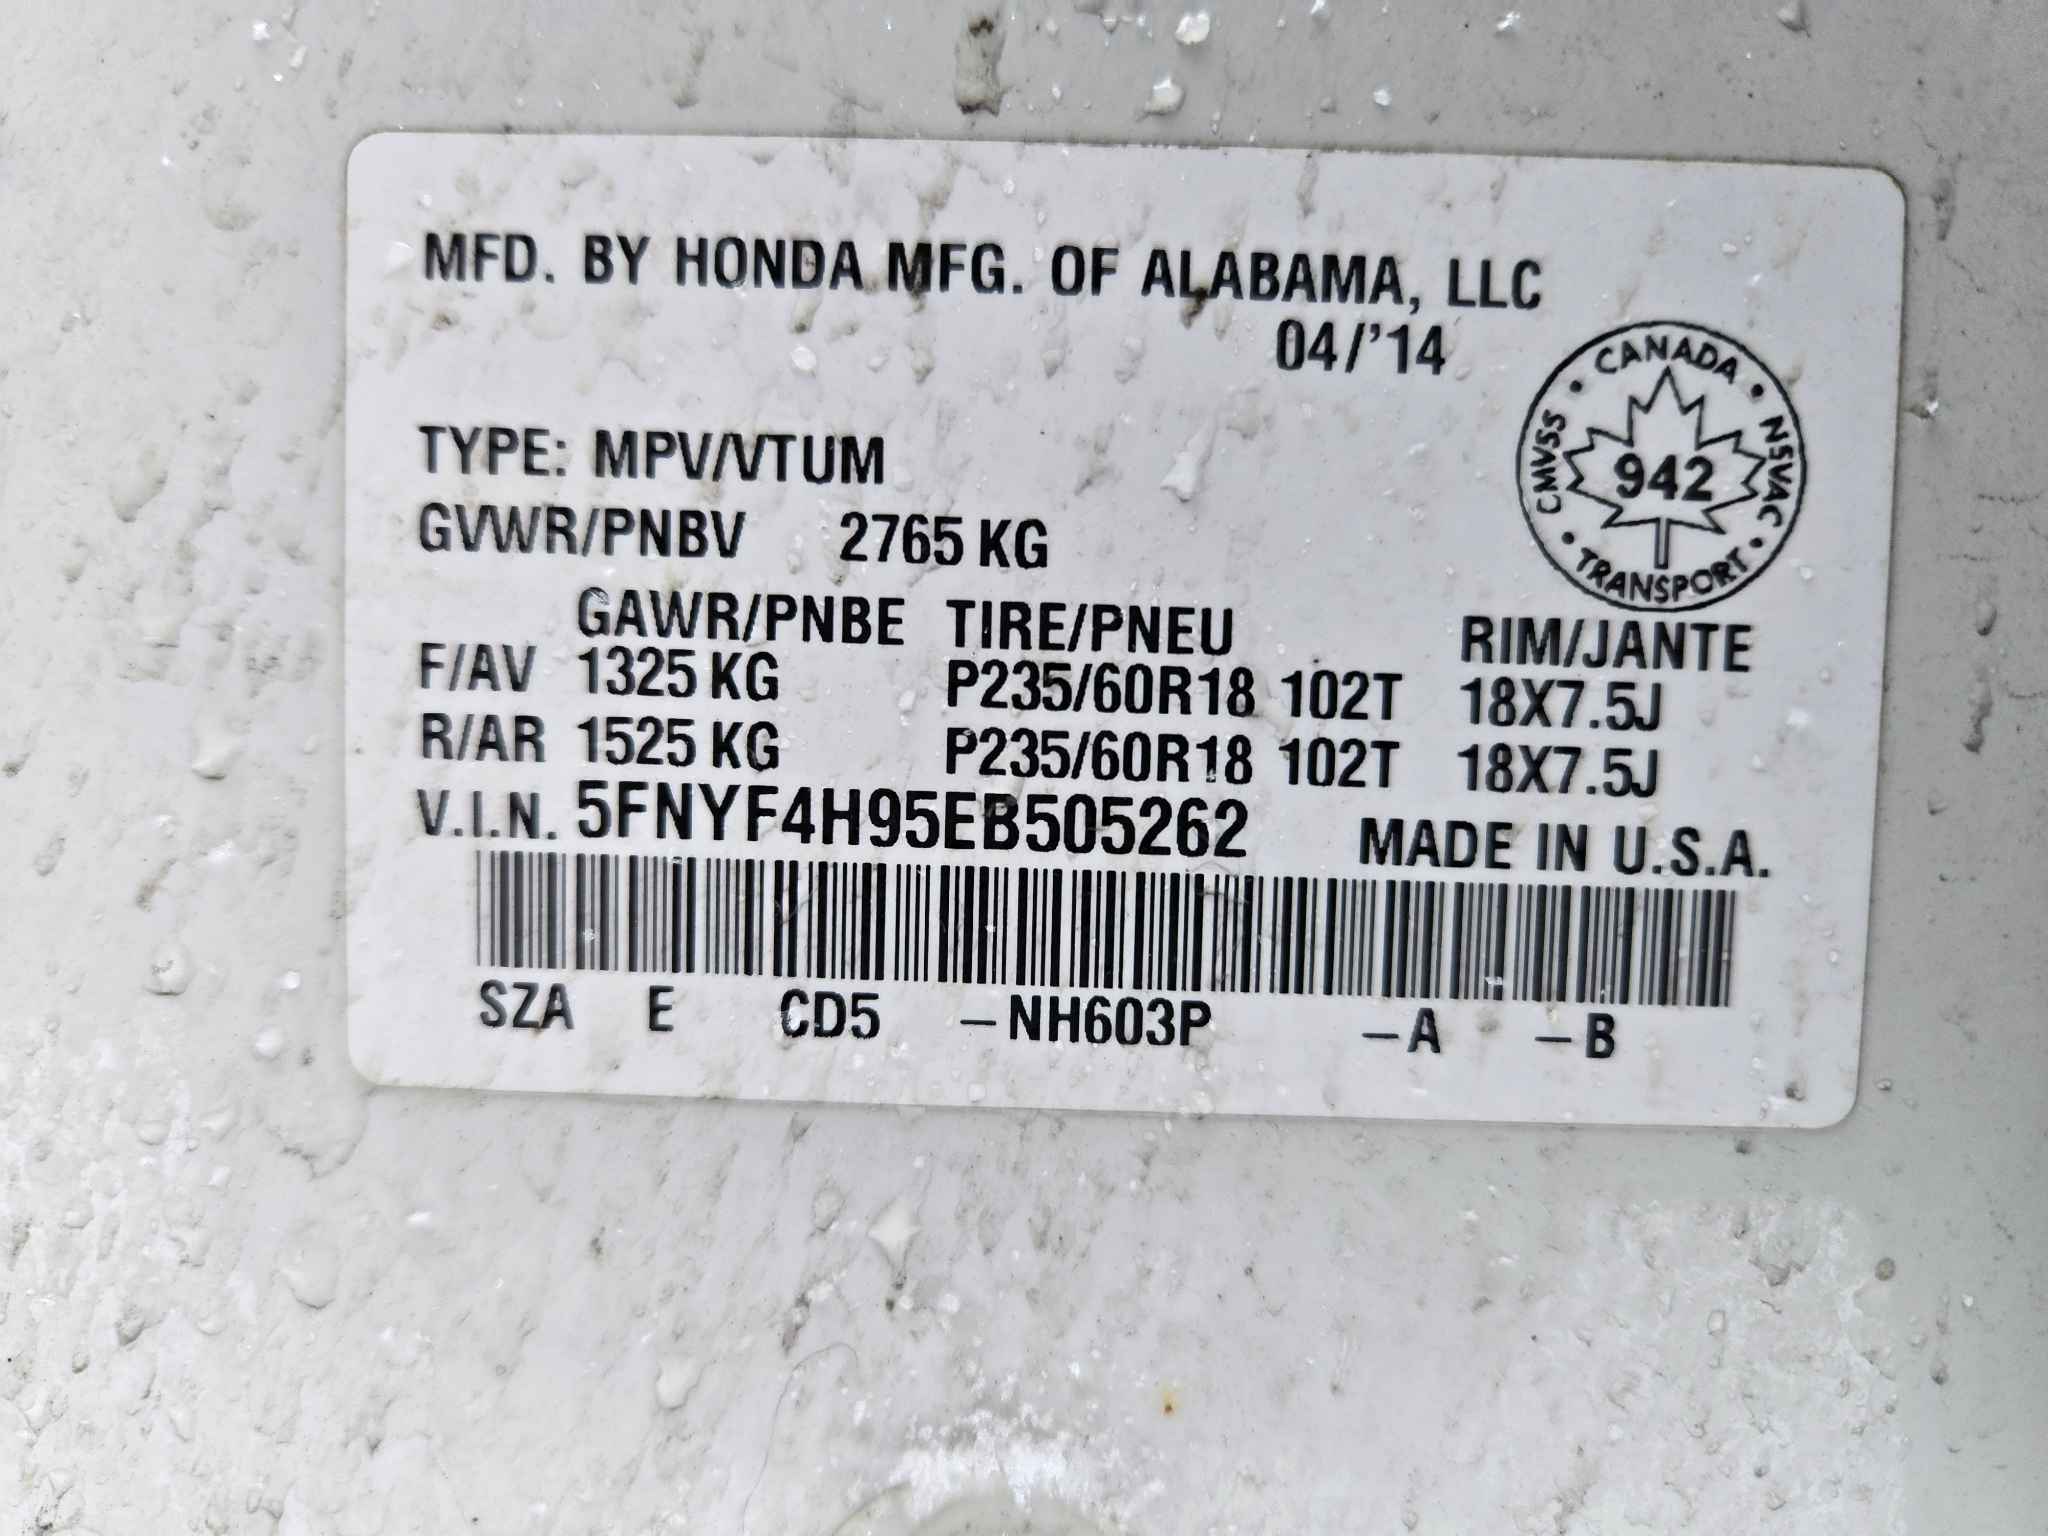 MFD. BY HONDA MFG. OF ALABAMA, LLC
04/'14
CANADA
NSVAC
TRANSPORT
CMVSS
942
TYPE: MPV/VTUM
GVWR/PNBV 2765 KG
GAWR/PNBE TIRE/PNEU RIM/JANTE
F/AV 1325 KG P235/60R18 102T 18X7.5J
R/AR 1525 KG P235/60R18 102T 18X7.5J
V.I.N. 5FNYF4H95EB505262 MADE IN U.S.A.
SZA E CD5 –NH603P –A –B